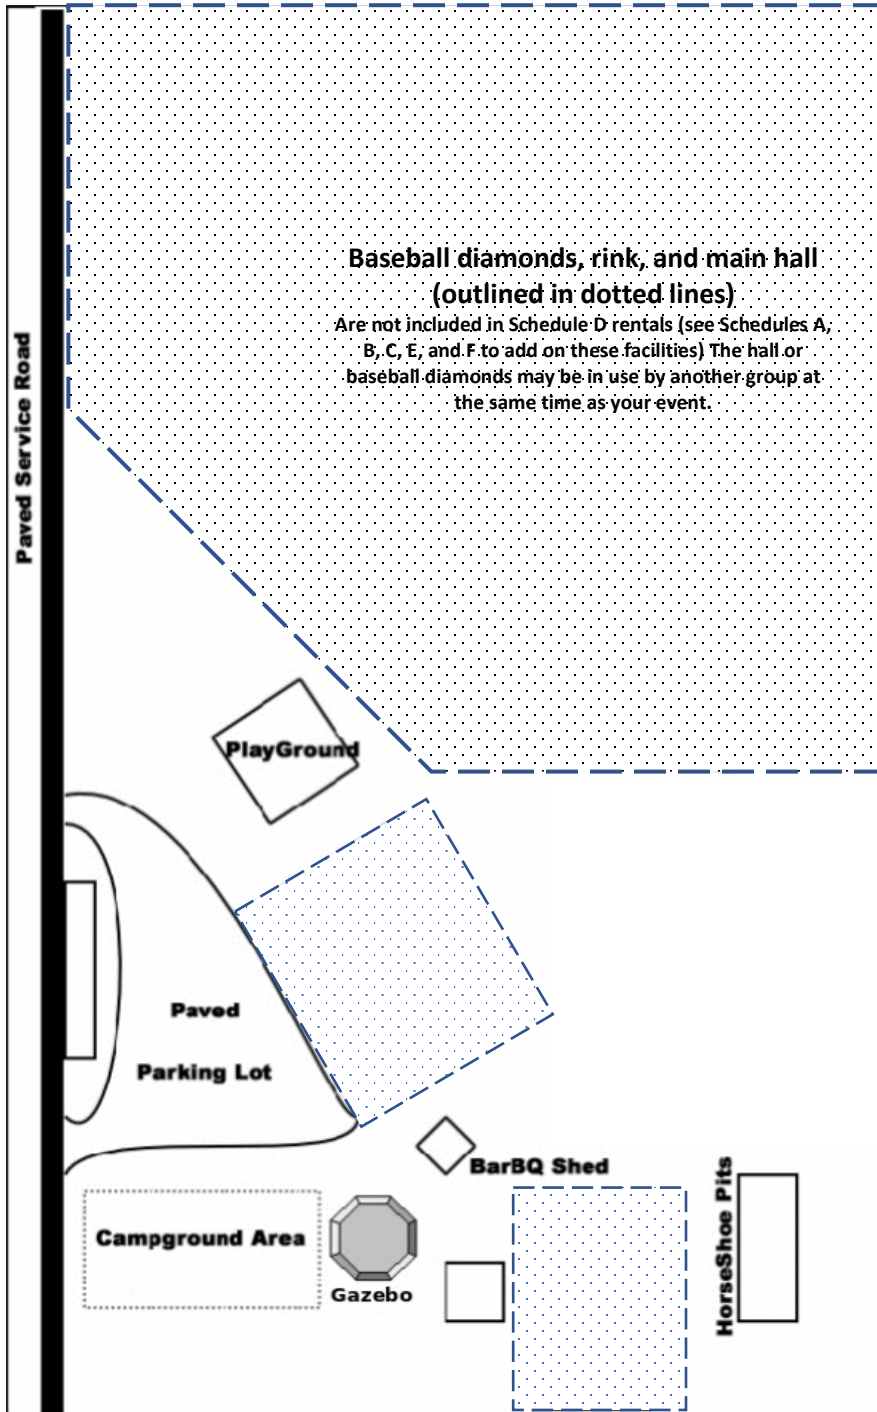 Baseball diamonds, rink, and main hall
(outlined in dotted lines)
Are not included in Schedule D rentals (see Schedules A,
B, C, E, and F to add on these facilities) The hall or
baseball diamonds may be in use by another group at
the same time as your event.
Paved Service Road
PlayGround
Paved
Parking Lot
BarBQ Shed
HorseShoe Pits
Campground Area
Gazebo